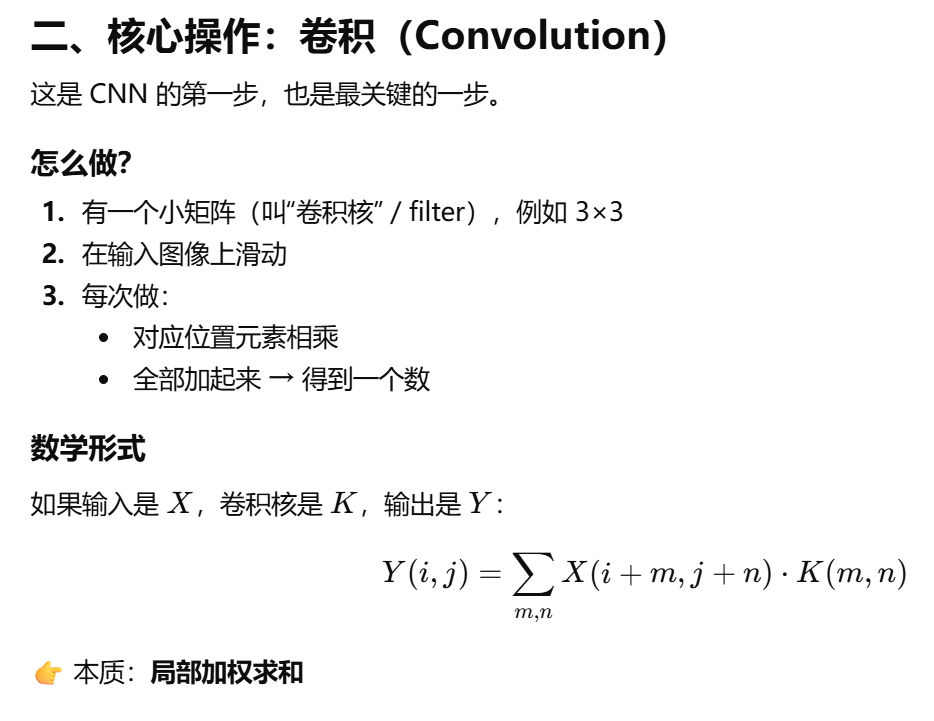 二、核心操作：卷积（Convolution）
这是 CNN 的第一步，也是最关键的一步。
怎么做？
1. 有一个小矩阵（叫“卷积核” / filter），例如 3×3
2. 在输入图像上滑动
3. 每次做：
• 对应位置元素相乘
• 全部加起来 → 得到一个数
数学形式
如果输入是 X，卷积核是 K，输出是 Y：
Y(i, j) = ∑ X(i + m, j + n) · K(m, n)
m,n
👉 本质：局部加权求和